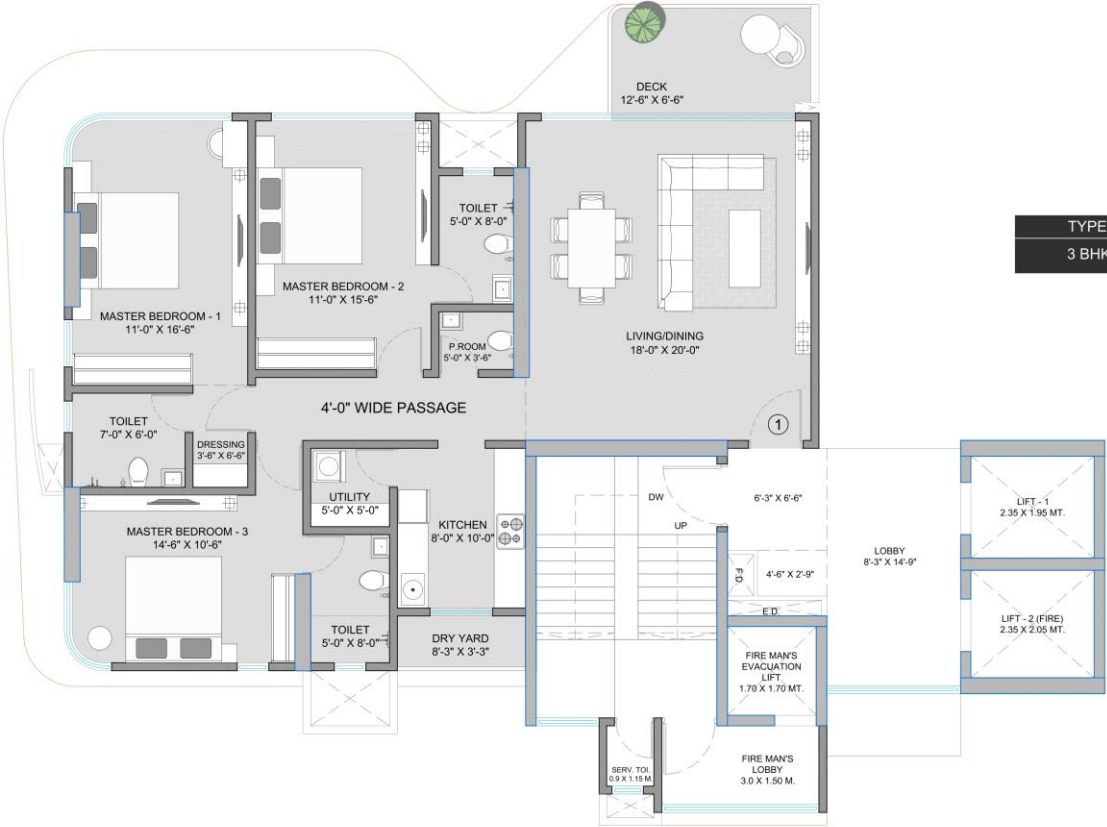 DECK
12'-6" X 6'-6"
TYPE
3 BHK
TOILET
5'-0" X 8'-0"
MASTER BEDROOM - 2
11'-0" X 15'-6"
MASTER BEDROOM - 1
11'-0" X 16'-6"
P.ROOM
5'-0" X 3'-6"
LIVING/DINING
18'-0" X 20'-0"
4'-0" WIDE PASSAGE
1
TOILET
7'-0" X 6'-0"
DRESSING
3'-6" X 6'-6"
UTILITY
5'-0" X 5'-0"
KITCHEN
8'-0" X 10'-0"
MASTER BEDROOM - 3
14'-6" X 10'-6"
TOILET
5'-0" X 8'-0"
DRY YARD
8'-3" X 3'-3"
DW
UP
6'-3" X 6'-6"
F.D.
4'-6" X 2'-9"
E.D.
LOBBY
8'-3" X 14'-9"
LIFT - 1
2.35 X 1.95 MT.
LIFT - 2 (FIRE)
2.35 X 2.05 MT.
FIRE MAN'S
EVACUATION
LIFT
1.70 X 1.70 MT.
SERV. TOI.
0.9 X 1.15 M.
FIRE MAN'S
LOBBY
3.0 X 1.50 M.